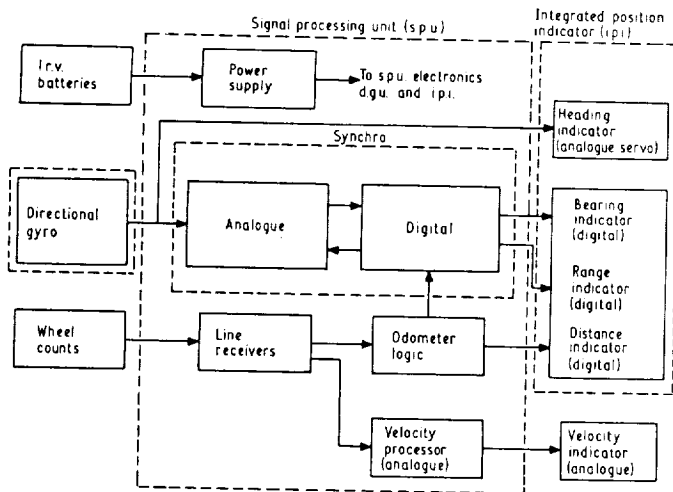 Signal processing unit (s p u)
Integrated position
indicator (i p i)
l r.v.
batteries
Power
supply
To s.p.u. electronics
d.g.u. and i p.i.
Heading
indicator
(analogue servo)
Synchro
Directional
gyro
Analogue
Digital
Bearing
indicator
(digital)
Range
indicator
(digital)
Distance
indicator
(digital)
Wheel
counts
Line
receivers
Odometer
logic
Velocity
processor
(analogue)
Velocity
indicator
(analogue)